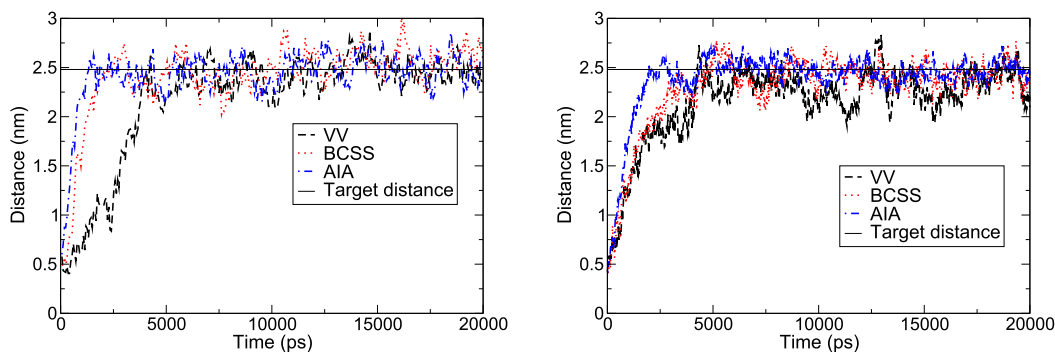 3
2.5
2
1.5
1
0.5
0
Distance (nm)
VV
BCSS
AIA
Target distance
0 5000 10000 15000 20000
Time (ps)
3
2.5
2
1.5
1
0.5
0
Distance (nm)
VV
BCSS
AIA
Target distance
0 5000 10000 15000 20000
Time (ps)